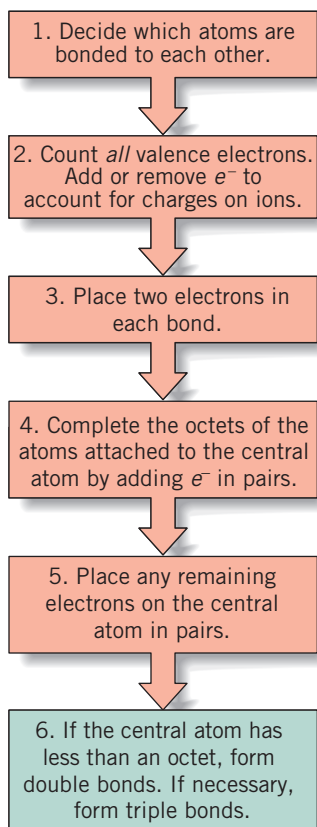 1. Decide which atoms are
bonded to each other.
2. Count all valence electrons.
Add or remove e⁻ to
account for charges on ions.
3. Place two electrons in
each bond.
4. Complete the octets of the
atoms attached to the central
atom by adding e⁻ in pairs.
5. Place any remaining
electrons on the central
atom in pairs.
6. If the central atom has
less than an octet, form
double bonds. If necessary,
form triple bonds.